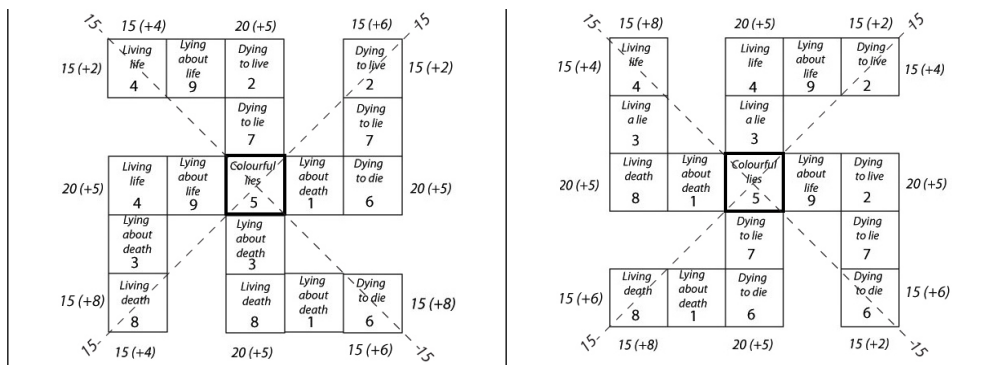 15-
15 (+4)
20 (+5)
15 (+6)
-15
15 (+2)
Living
life
4
Lying
about
life
9
Dying
to live
2
Dying
to live
2
15 (+2)
Dying
to lie
7
Dying
to lie
7
20 (+5)
Living
life
4
Lying
about
life
9
Colourful
lies
5
Lying
about
death
1
Dying
to die
6
20 (+5)
Lying
about
death
3
Lying
about
death
3
15 (+8)
Living
death
8
Living
death
8
Lying
about
death
1
Dying
to die
6
15 (+8)
15-
15 (+4)
20 (+5)
15 (+6)
-15
15-
15 (+8)
20 (+5)
15 (+2)
-15
15 (+4)
Living
life
4
Living
life
4
Lying
about
life
9
Dying
to live
2
15 (+4)
Living
a lie
3
Living
a lie
3
20 (+5)
Living
death
8
Lying
about
death
1
Colourful
lies
5
Lying
about
life
9
Dying
to live
2
20 (+5)
Dying
to lie
7
Dying
to lie
7
15 (+6)
Living
death
8
Lying
about
death
1
Dying
to die
6
Dying
to die
6
15 (+6)
15-
15 (+8)
20 (+5)
15 (+2)
-15